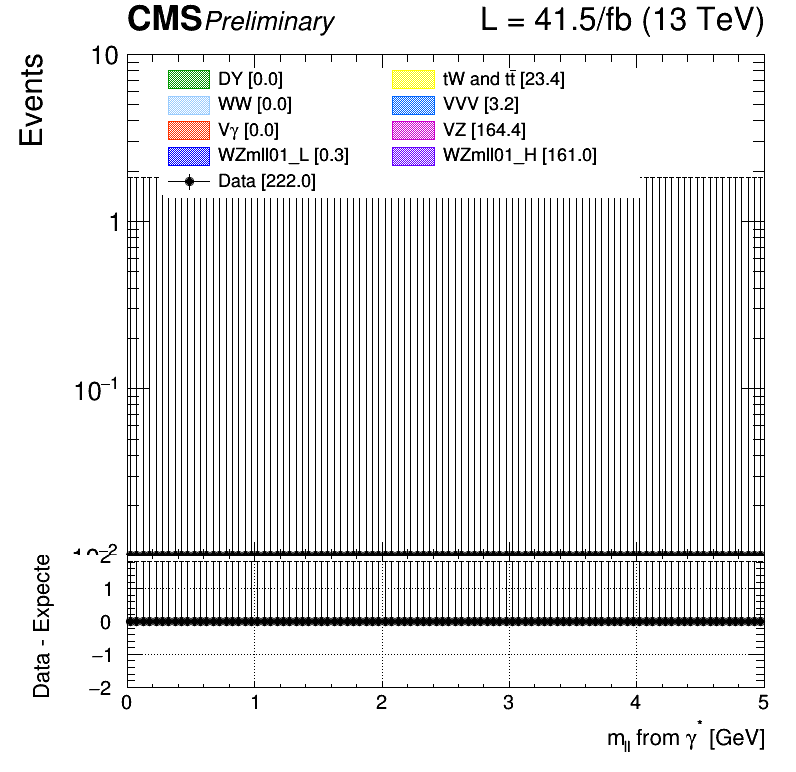 CMS Preliminary L = 41.5/fb (13 TeV)
Events
10
1
10⁻¹
10⁻²
DY [0.0] tW and tt̄ [23.4]
WW [0.0] VVV [3.2]
Vγ [0.0] VZ [164.4]
WZmll01_L [0.3] WZmll01_H [161.0]
Data [222.0]
Data - Expecte
2
1
0
−1
−2
0 1 2 3 4 5
m_ll from γ* [GeV]